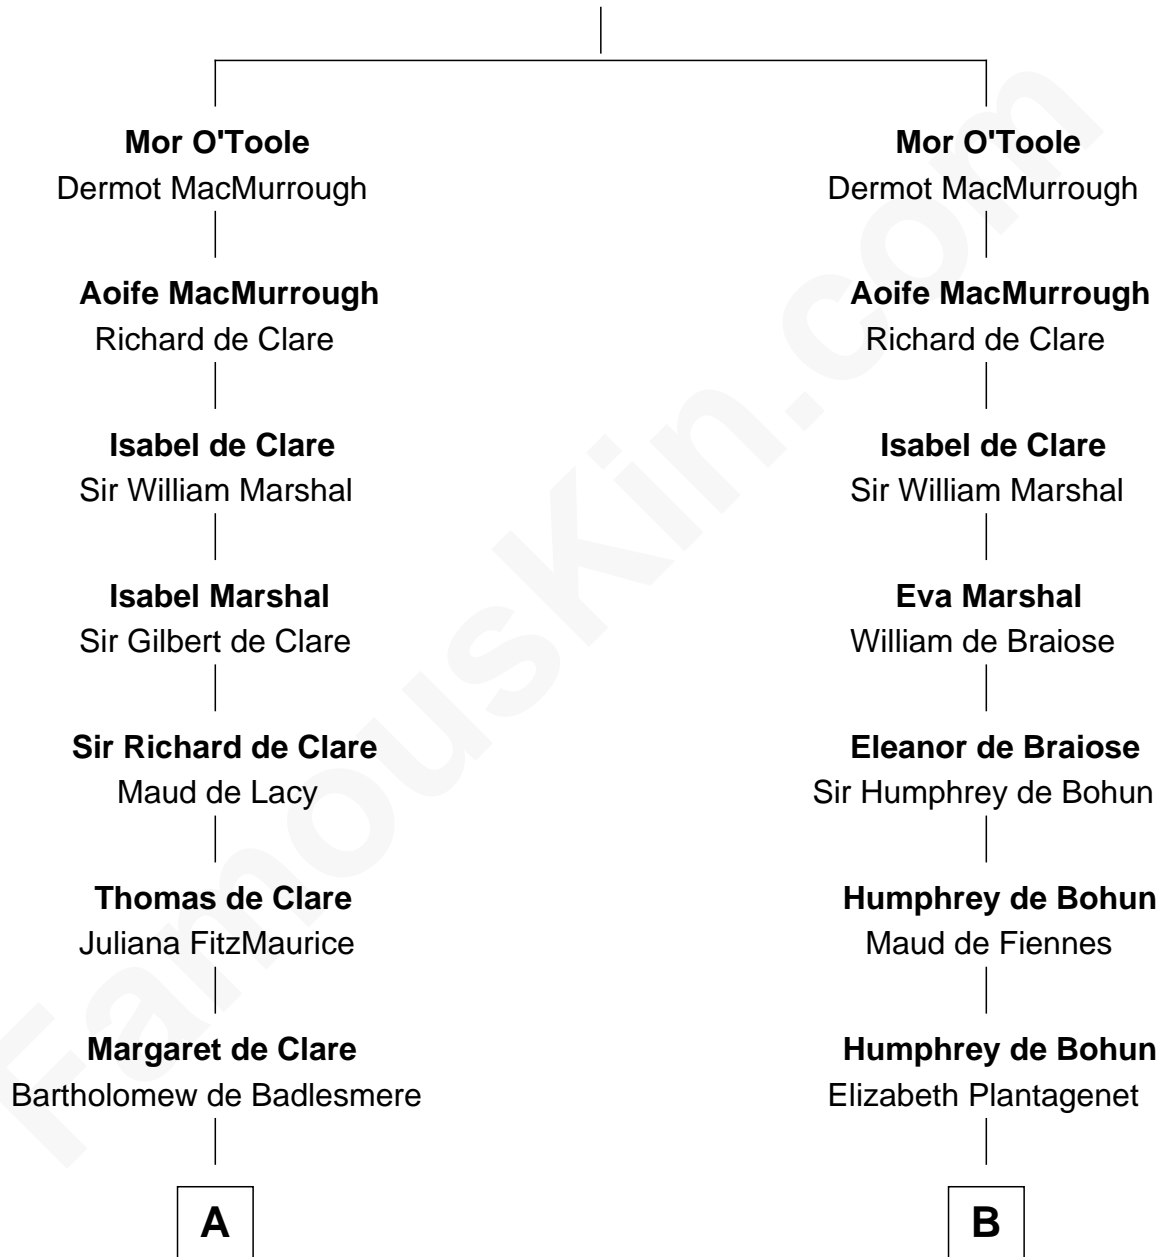 Mor O'Toole
Dermot MacMurrough
Aoife MacMurrough
Richard de Clare
Isabel de Clare
Sir William Marshal
Isabel Marshal
Sir Gilbert de Clare
Sir Richard de Clare
Maud de Lacy
Thomas de Clare
Juliana FitzMaurice
Margaret de Clare
Bartholomew de Badlesmere
A
Mor O'Toole
Dermot MacMurrough
Aoife MacMurrough
Richard de Clare
Isabel de Clare
Sir William Marshal
Eva Marshal
William de Braiose
Eleanor de Braiose
Sir Humphrey de Bohun
Humphrey de Bohun
Maud de Fiennes
Humphrey de Bohun
Elizabeth Plantagenet
B
FamousKin.com